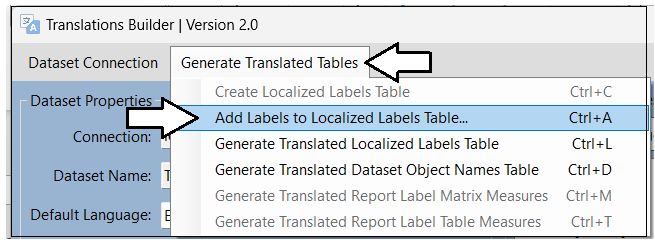 Translations Builder | Version 2.0
Dataset Connection Generate Translated Tables
Create Localized Labels Table Ctrl+C
Dataset Properties
Add Labels to Localized Labels Table... Ctrl+A
Connection:
Generate Translated Localized Labels Table Ctrl+L
Generate Translated Dataset Object Names Table Ctrl+D
Dataset Name:
Generate Translated Report Label Matrix Measures Ctrl+M
Default Language:
Generate Translated Report Label Table Measures Ctrl+T